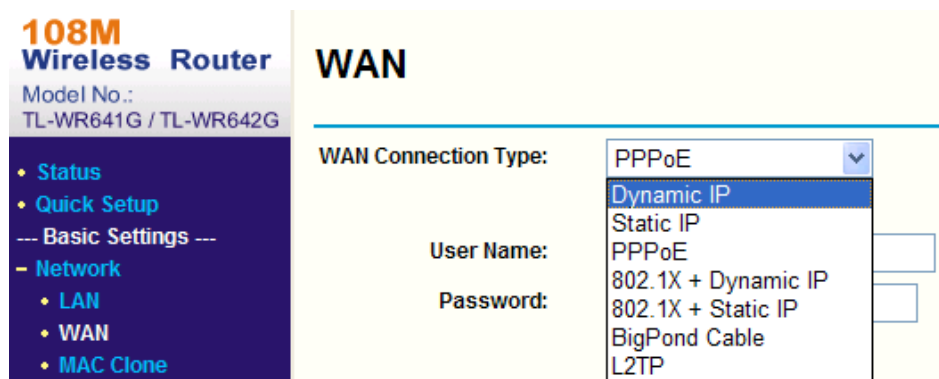 108M
Wireless Router
Model No.:
TL-WR641G / TL-WR642G
• Status
• Quick Setup
--- Basic Settings ---
– Network
• LAN
• WAN
• MAC Clone
WAN
WAN Connection Type:
PPPoE
Dynamic IP
Static IP
PPPoE
802.1X + Dynamic IP
802.1X + Static IP
BigPond Cable
L2TP
User Name:
Password: